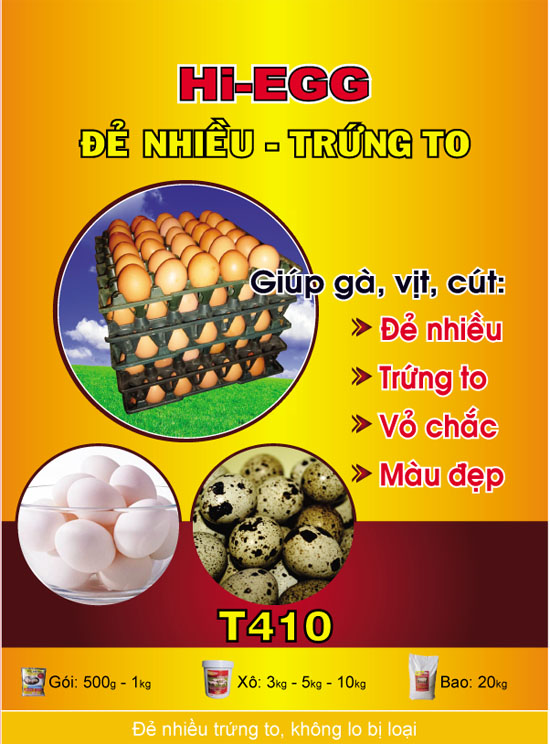 Hi-EGG
ĐẺ NHIỀU - TRỨNG TO
Giúp gà, vịt, cút:
» Đẻ nhiều
» Trứng to
» Vỏ chắc
» Màu đẹp
T410
Gói: 500g - 1kg
Xô: 3kg - 5kg - 10kg
Bao: 20kg
Đẻ nhiều trứng to, không lo bị loại